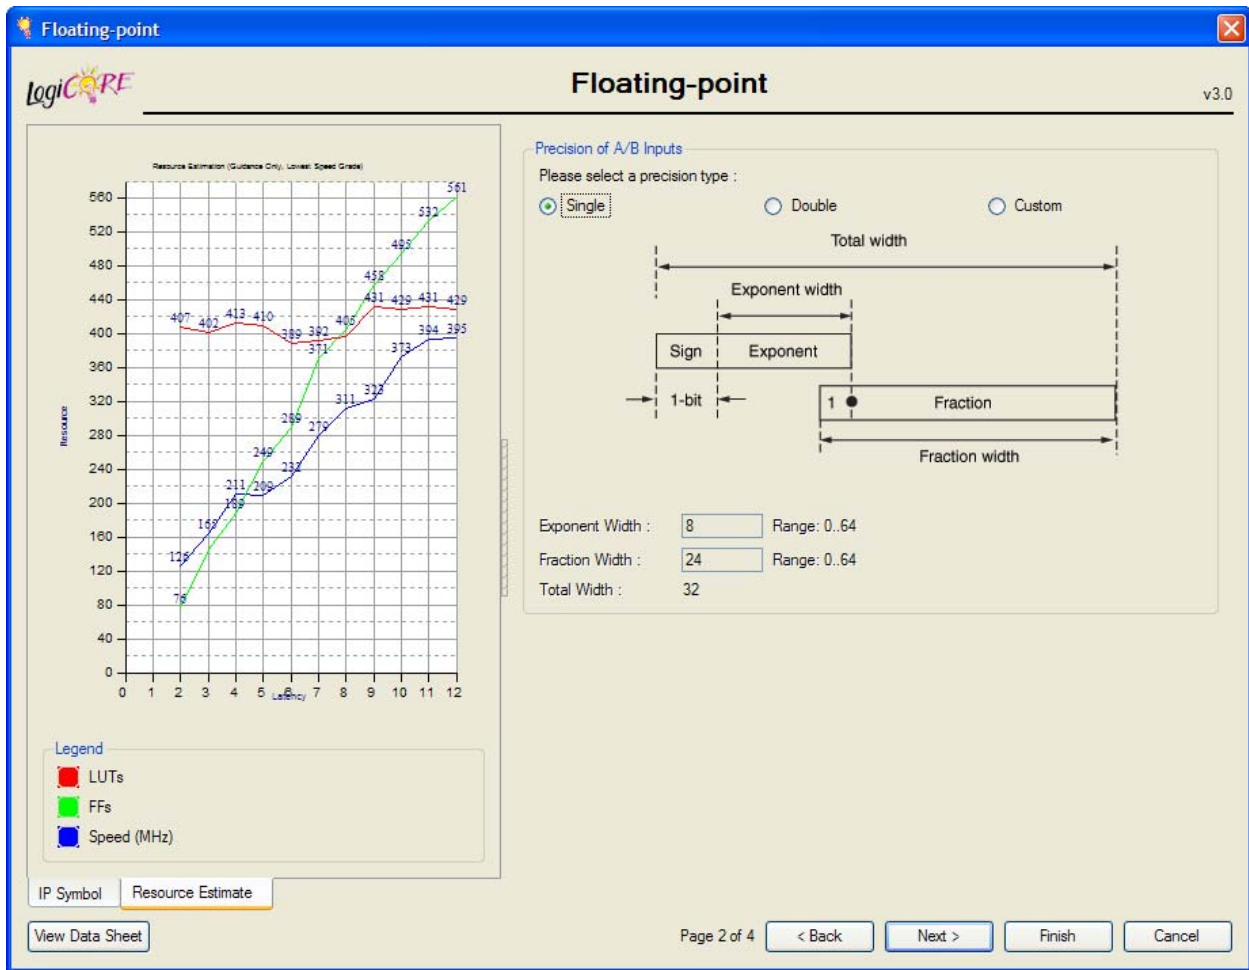 Floating-point
LogiCORE
Floating-point
v3.0
Resource Estimation (Guidance Only, Lowest Speed Grade)
560
520
480
440
400
360
320
280
240
200
160
120
80
40
0
Resource
0 1 2 3 4 5 6 7 8 9 10 11 12
Latency
407 402 413 410 389 392 431 429 431 429
189 249 289 371 405 458 495 532 561
126 165 211 209 232 279 311 323 373 394 395
Legend
LUTs
FFs
Speed (MHz)
IP Symbol
Resource Estimate
Precision of A/B Inputs
Please select a precision type :
Single
Double
Custom
Total width
Exponent width
Sign
Exponent
1-bit
1
Fraction
Fraction width
Exponent Width :
8
Range: 0..64
Fraction Width :
24
Range: 0..64
Total Width :
32
View Data Sheet
Page 2 of 4
< Back
Next >
Finish
Cancel